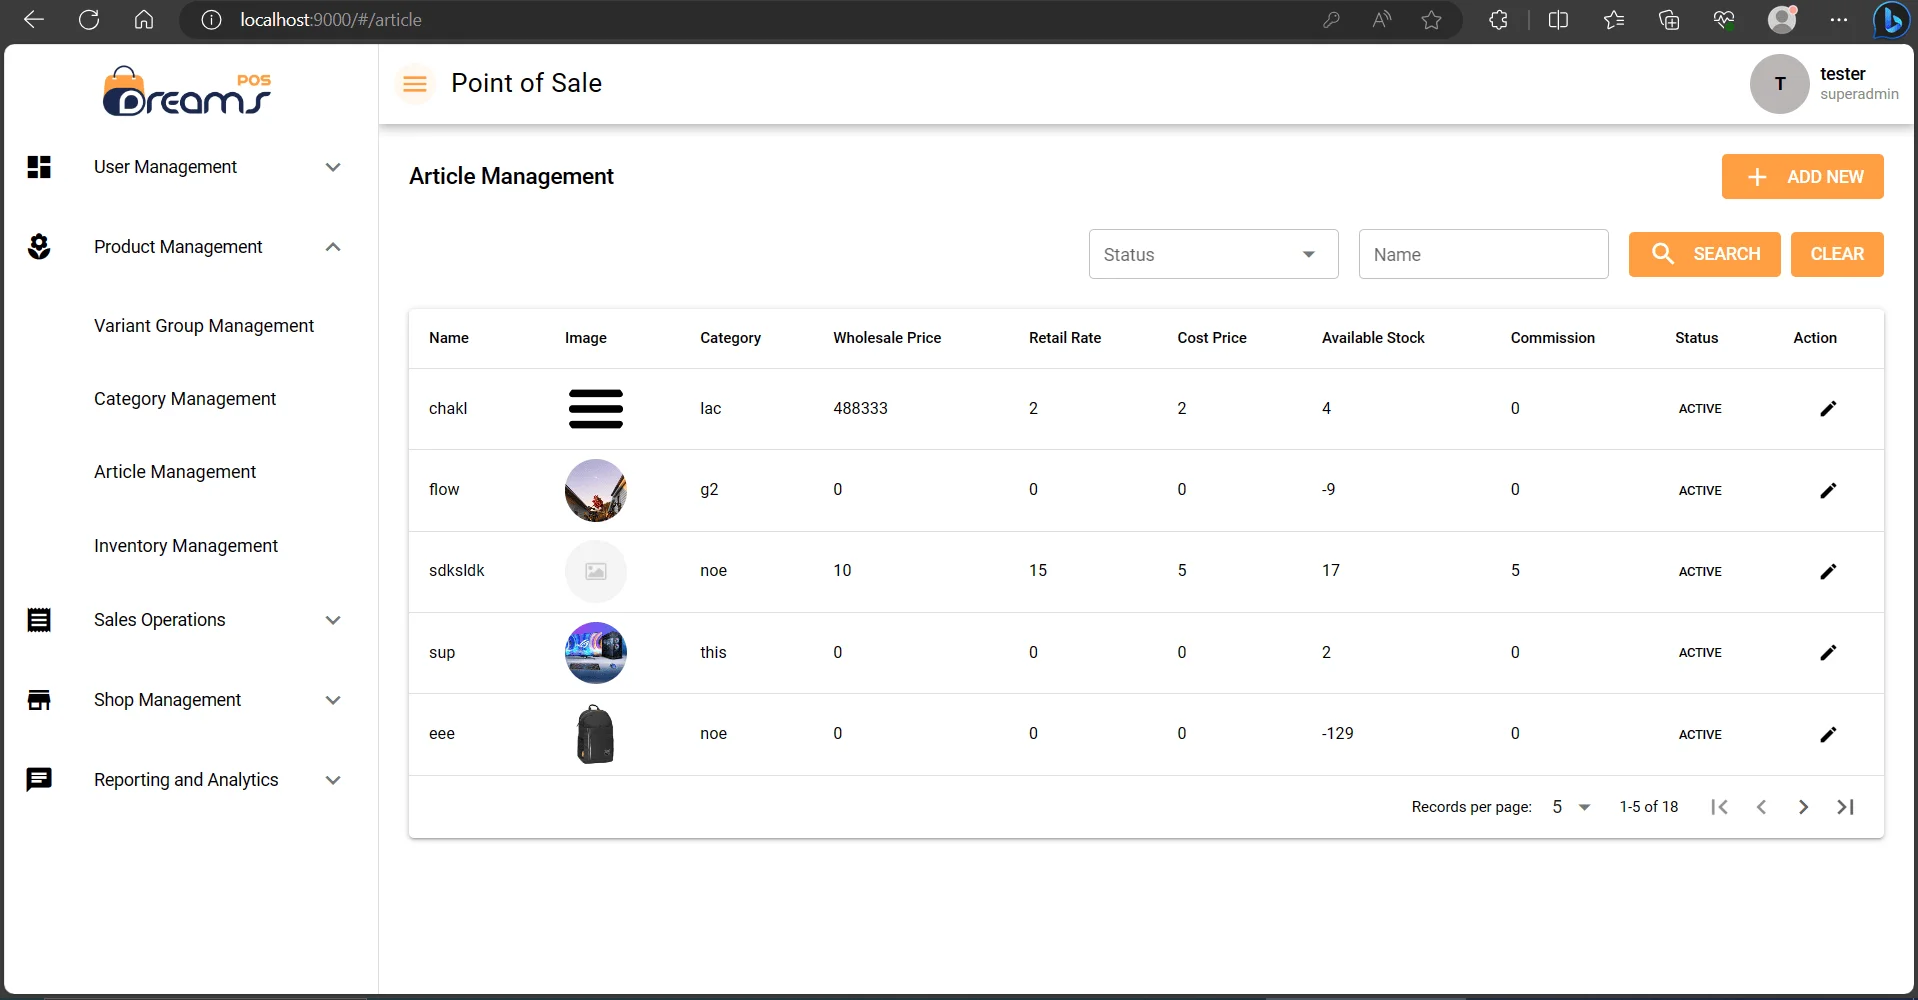 localhost:9000/#/article
POS
Dreams
Point of Sale
T
tester
superadmin
User Management
Product Management
Variant Group Management
Category Management
Article Management
Inventory Management
Sales Operations
Shop Management
Reporting and Analytics
Article Management
ADD NEW
Status
Name
SEARCH
CLEAR
Name Image Category Wholesale Price Retail Rate Cost Price Available Stock Commission Status Action
chakl lac 488333 2 2 4 0 ACTIVE
flow g2 0 0 0 -9 0 ACTIVE
sdksldk noe 10 15 5 17 5 ACTIVE
sup this 0 0 0 2 0 ACTIVE
eee noe 0 0 0 -129 0 ACTIVE
Records per page: 5 1-5 of 18